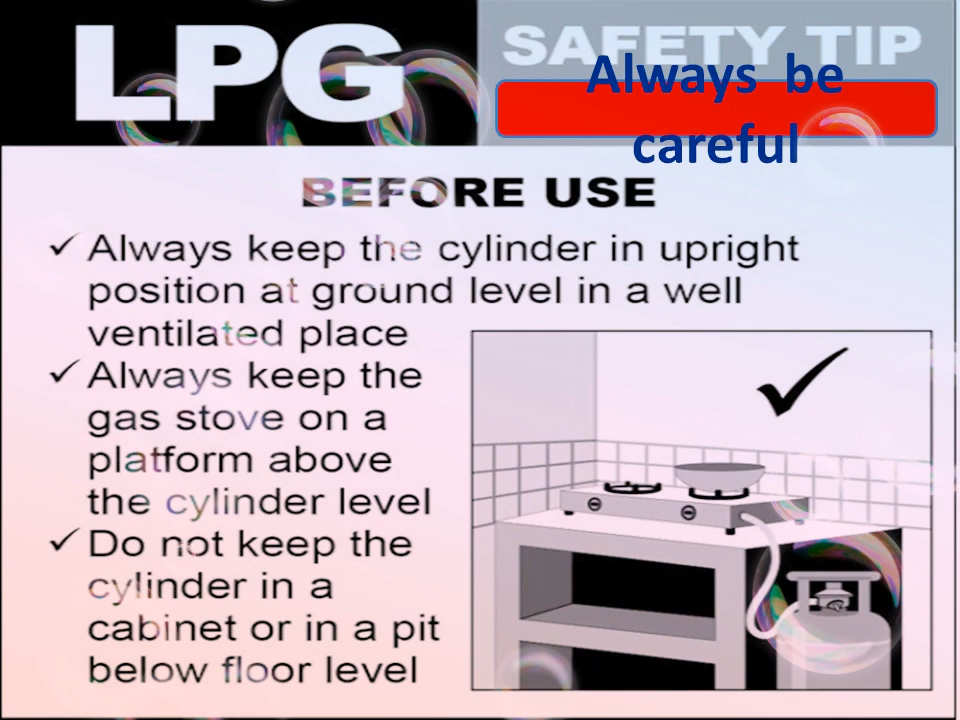 LPG
SAFETY TIP
Always be
careful
BEFORE USE
✓ Always keep the cylinder in upright
position at ground level in a well
ventilated place
✓ Always keep the
gas stove on a
platform above
the cylinder level
✓ Do not keep the
cylinder in a
cabinet or in a pit
below floor level